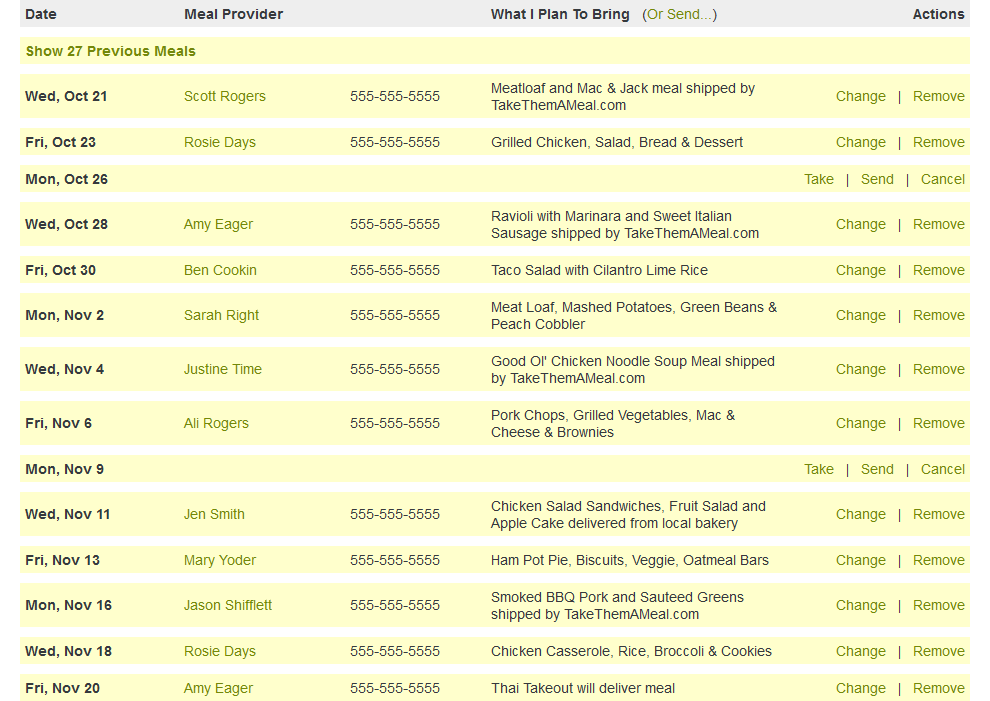 Date Meal Provider What I Plan To Bring (Or Send...) Actions
Show 27 Previous Meals
Wed, Oct 21 Scott Rogers 555-555-5555 Meatloaf and Mac & Jack meal shipped by Change | Remove
TakeThemAMeal.com
Fri, Oct 23 Rosie Days 555-555-5555 Grilled Chicken, Salad, Bread & Dessert Change | Remove
Mon, Oct 26 Take | Send | Cancel
Wed, Oct 28 Amy Eager 555-555-5555 Ravioli with Marinara and Sweet Italian Change | Remove
Sausage shipped by TakeThemAMeal.com
Fri, Oct 30 Ben Cookin 555-555-5555 Taco Salad with Cilantro Lime Rice Change | Remove
Mon, Nov 2 Sarah Right 555-555-5555 Meat Loaf, Mashed Potatoes, Green Beans & Change | Remove
Peach Cobbler
Wed, Nov 4 Justine Time 555-555-5555 Good Ol' Chicken Noodle Soup Meal shipped Change | Remove
by TakeThemAMeal.com
Fri, Nov 6 Ali Rogers 555-555-5555 Pork Chops, Grilled Vegetables, Mac & Change | Remove
Cheese & Brownies
Mon, Nov 9 Take | Send | Cancel
Wed, Nov 11 Jen Smith 555-555-5555 Chicken Salad Sandwiches, Fruit Salad and Change | Remove
Apple Cake delivered from local bakery
Fri, Nov 13 Mary Yoder 555-555-5555 Ham Pot Pie, Biscuits, Veggie, Oatmeal Bars Change | Remove
Mon, Nov 16 Jason Shifflett 555-555-5555 Smoked BBQ Pork and Sauteed Greens Change | Remove
shipped by TakeThemAMeal.com
Wed, Nov 18 Rosie Days 555-555-5555 Chicken Casserole, Rice, Broccoli & Cookies Change | Remove
Fri, Nov 20 Amy Eager 555-555-5555 Thai Takeout will deliver meal Change | Remove